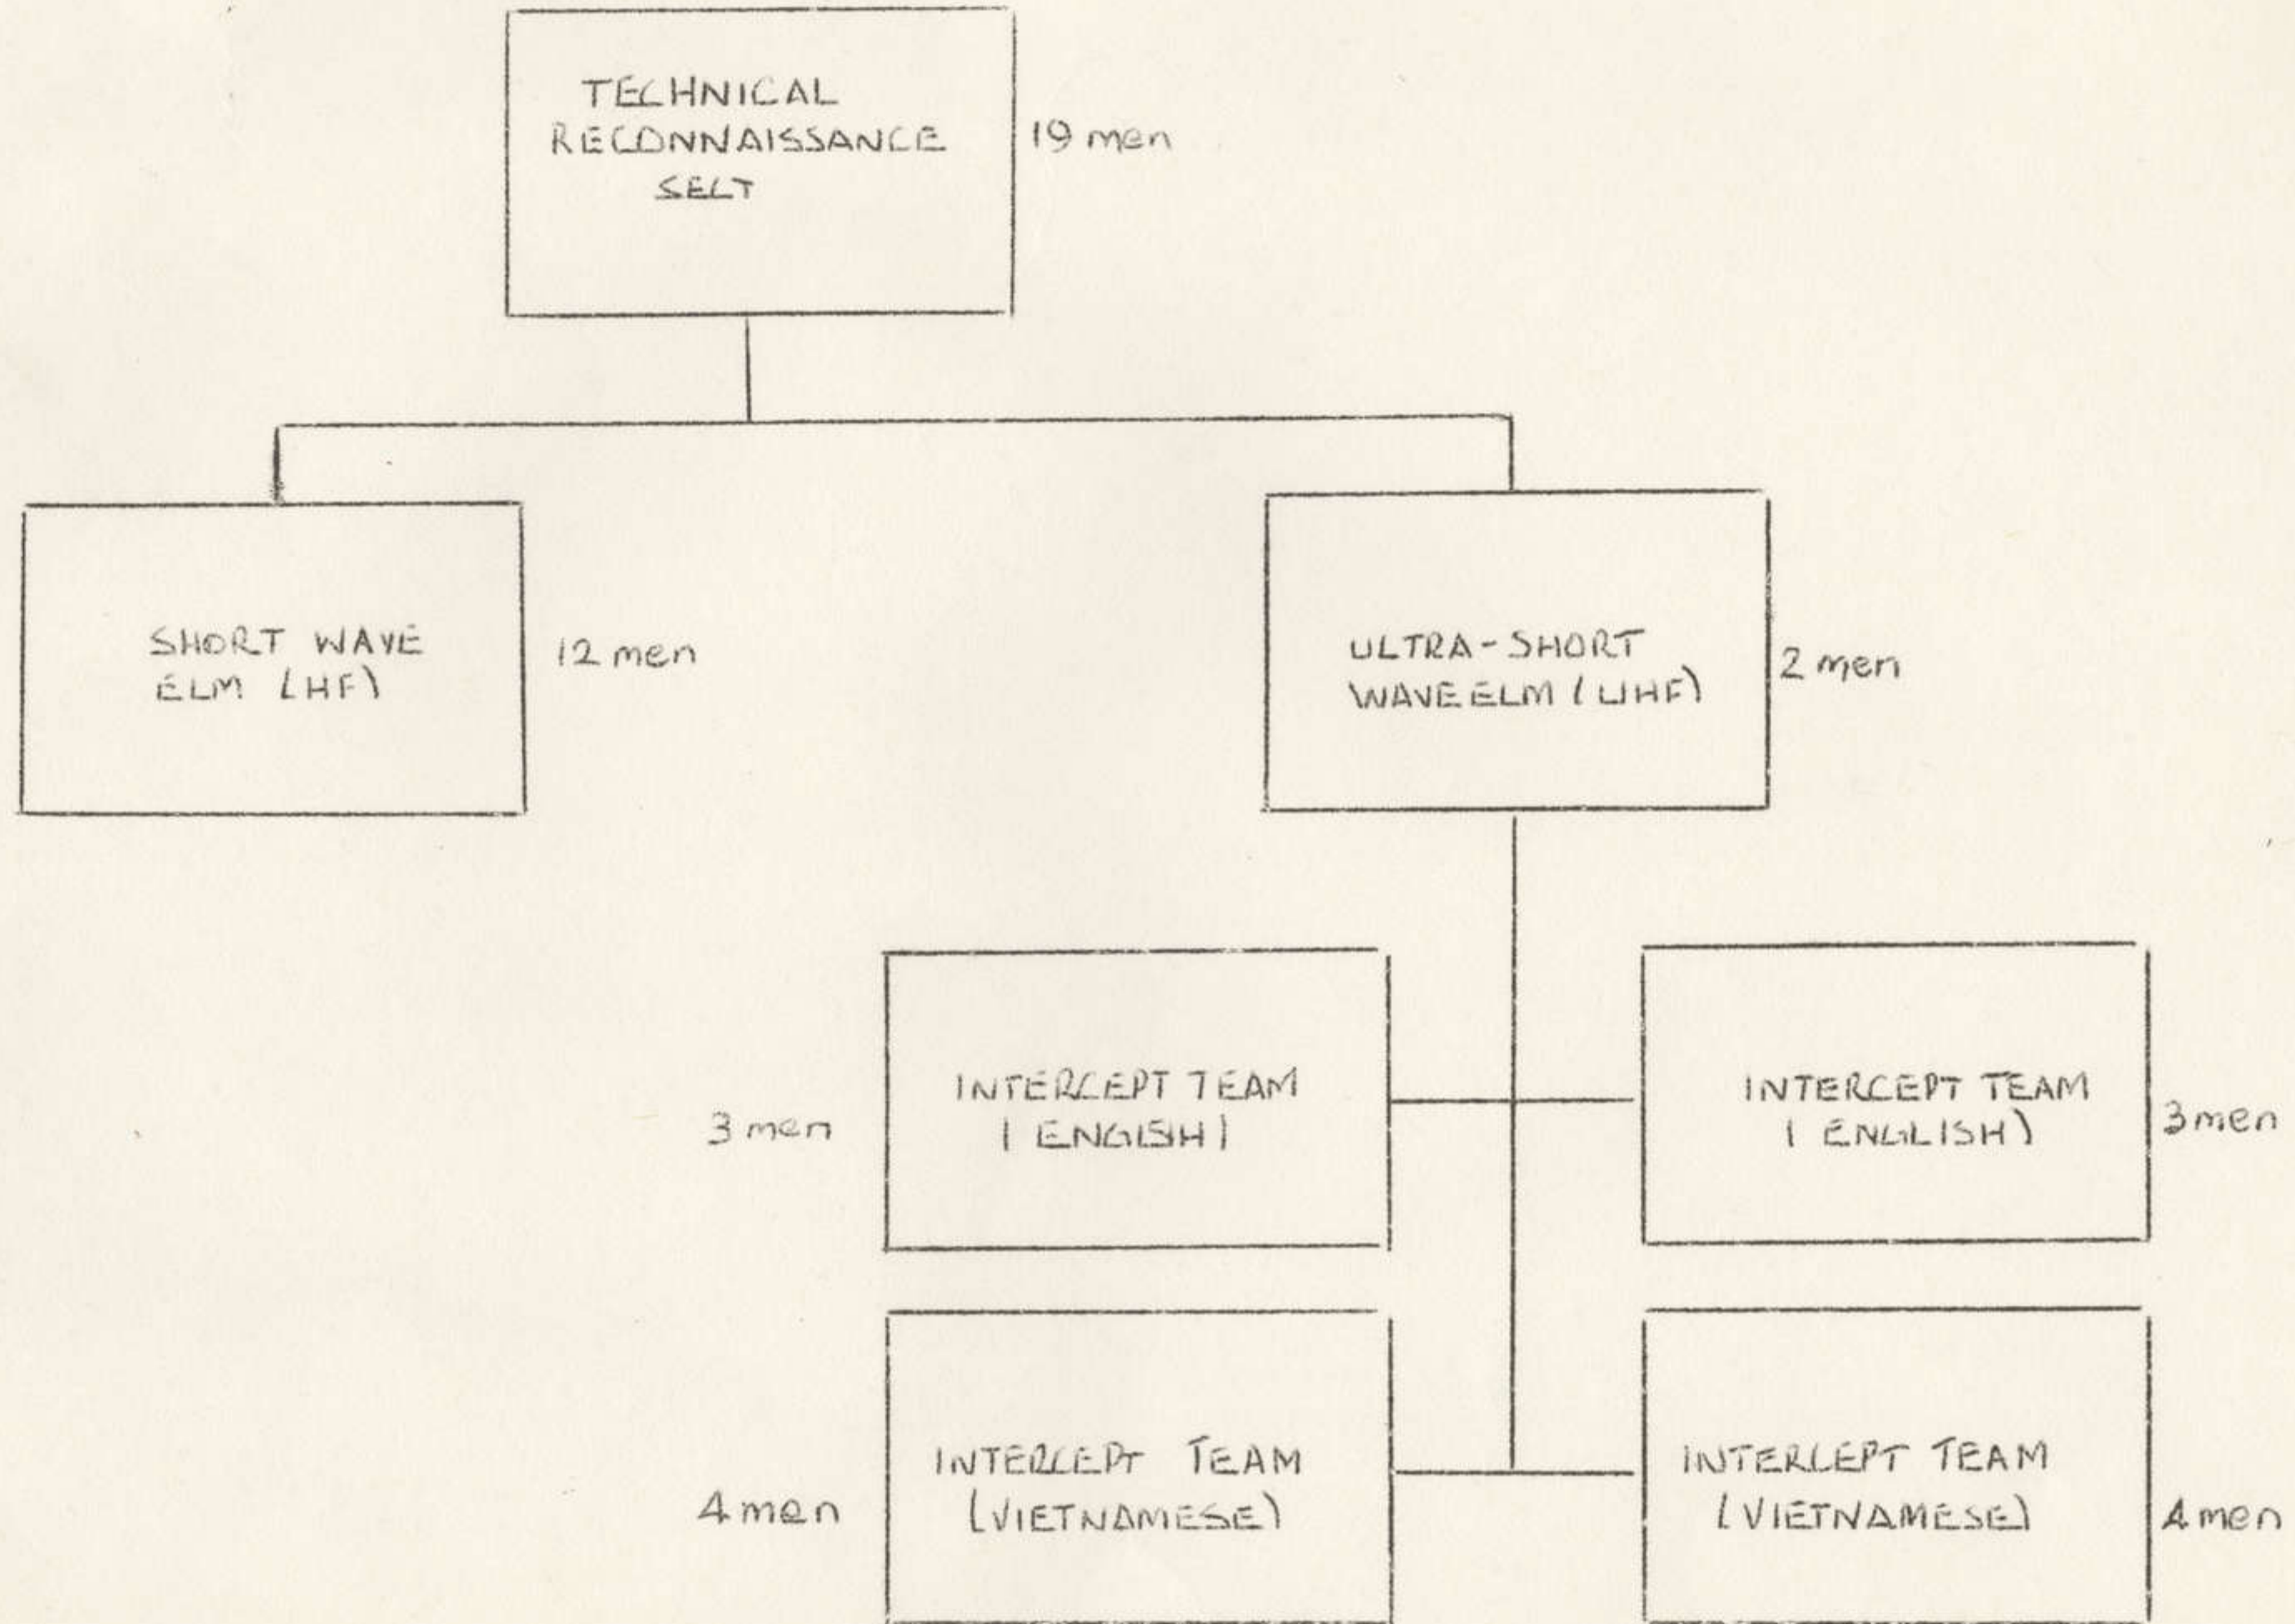 TECHNICAL
RECONNAISSANCE
SECT
19 men
SHORT WAVE
ELM (HF)
12 men
ULTRA-SHORT
WAVE ELM (UHF)
2 men
3 men
INTERCEPT TEAM
(ENGISH)
INTERCEPT TEAM
(ENGLISH)
3 men
4 men
INTERCEPT TEAM
(VIETNAMESE)
INTERCEPT TEAM
(VIETNAMESE)
4 men